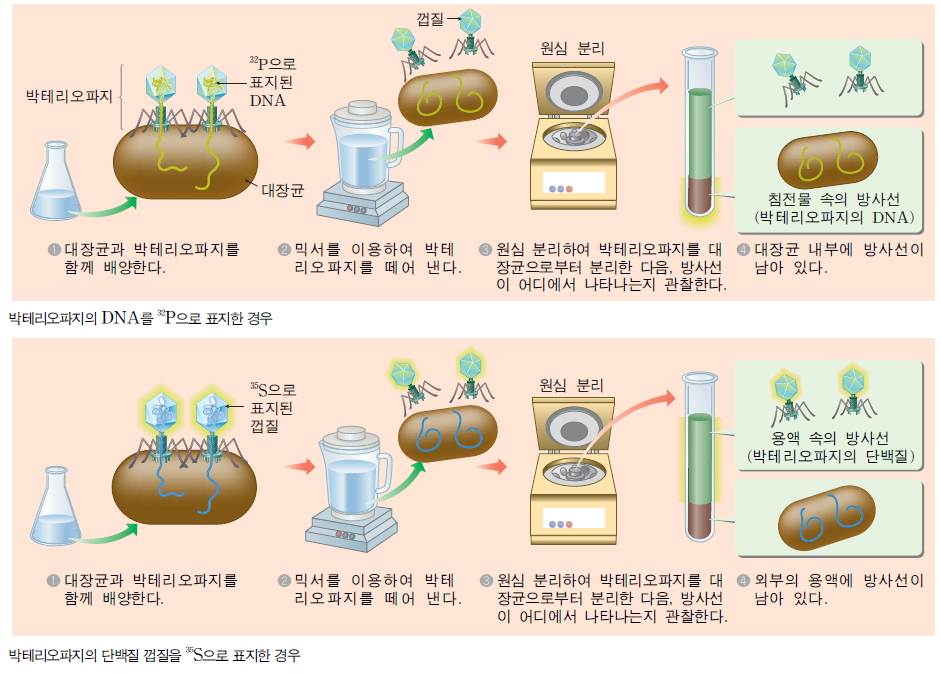 껍질
원심 분리
³²P으로
표지된
DNA
박테리오파지
대장균
침전물 속의 방사선
(박테리오파지의 DNA)
❶ 대장균과 박테리오파지를
함께 배양한다.
❷ 믹서를 이용하여 박테
리오파지를 떼어 낸다.
❸ 원심 분리하여 박테리오파지를 대
장균으로부터 분리한 다음, 방사선
이 어디에서 나타나는지 관찰한다.
❹ 대장균 내부에 방사선이
남아 있다.
박테리오파지의 DNA를 ³²P으로 표지한 경우
원심 분리
³⁵S으로
표지된
껍질
용액 속의 방사선
(박테리오파지의 단백질)
❶ 대장균과 박테리오파지를
함께 배양한다.
❷ 믹서를 이용하여 박테
리오파지를 떼어 낸다.
❸ 원심 분리하여 박테리오파지를 대
장균으로부터 분리한 다음, 방사선
이 어디에서 나타나는지 관찰한다.
❹ 외부의 용액에 방사선이
남아 있다.
박테리오파지의 단백질 껍질을 ³⁵S으로 표지한 경우